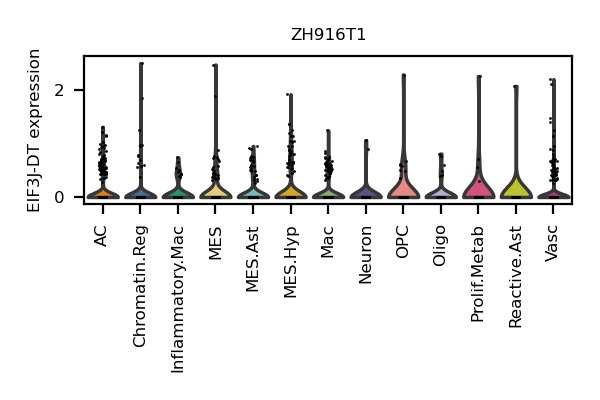 ZH916T1
EIF3J-DT expression
2
0
AC
Chromatin.Reg
Inflammatory.Mac
MES
MES.Ast
MES.Hyp
Mac
Neuron
OPC
Oligo
Prolif.Metab
Reactive.Ast
Vasc